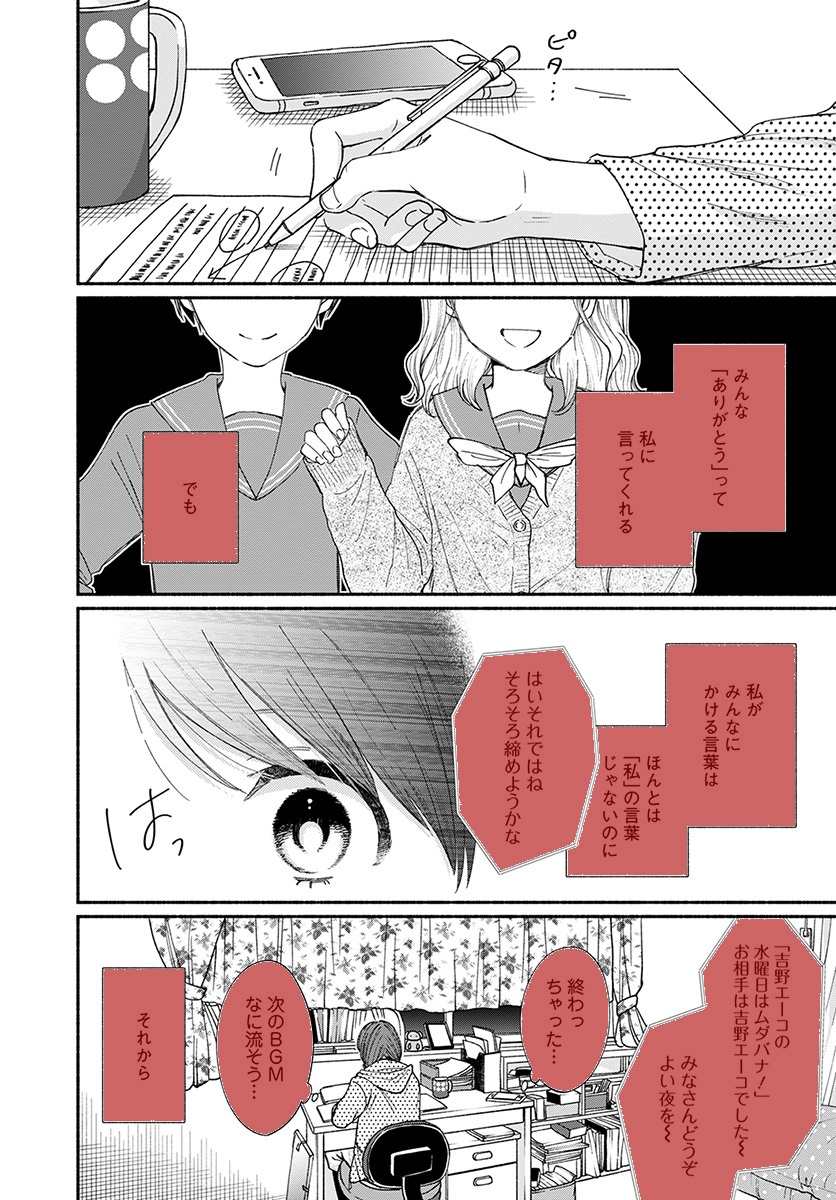 ピタ…
みんな
「ありがとう」って
私に
言ってくれる
でも
私が
みんなに
かける言葉は
ほんとは
「私」の言葉
じゃないのに
はいそれではね
そろそろ締めようかな
はっ
「吉野エーコの
水曜日はムダバナ！」
お相手は吉野エーコでした〜
みなさんどうぞ
よい夜を〜
終わっ
ちゃった…
次のBGM
なに流そう…
それから